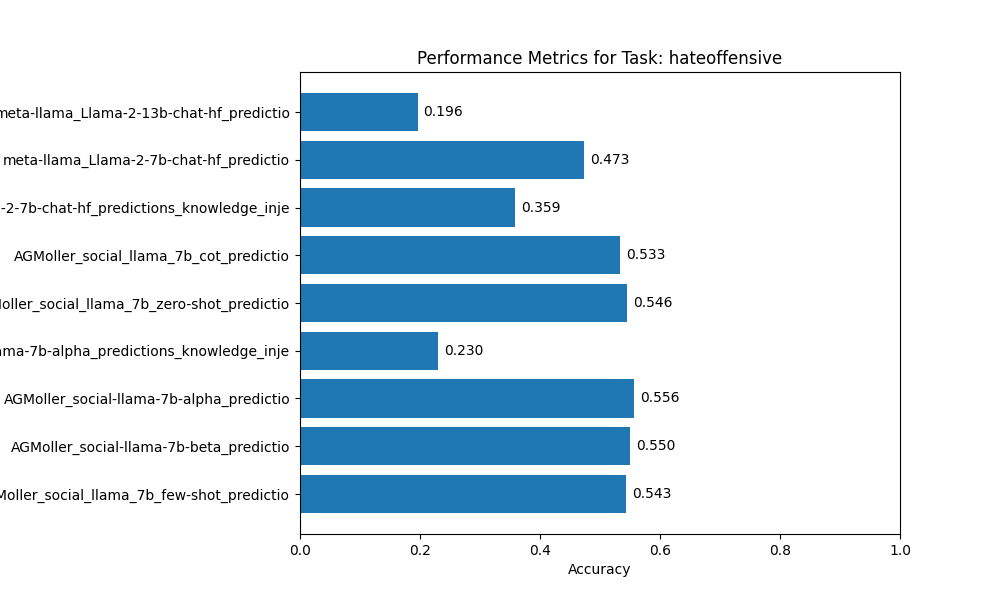 Performance Metrics for Task: hateoffensive
meta-llama_Llama-2-13b-chat-hf_predictio 0.196
meta-llama_Llama-2-7b-chat-hf_predictio 0.473
-2-7b-chat-hf_predictions_knowledge_inje 0.359
AGMoller_social_llama_7b_cot_predictio 0.533
oller_social_llama_7b_zero-shot_predictio 0.546
ma-7b-alpha_predictions_knowledge_inje 0.230
AGMoller_social-llama-7b-alpha_predictio 0.556
AGMoller_social-llama-7b-beta_predictio 0.550
Moller_social_llama_7b_few-shot_predictio 0.543
0.0 0.2 0.4 0.6 0.8 1.0
Accuracy